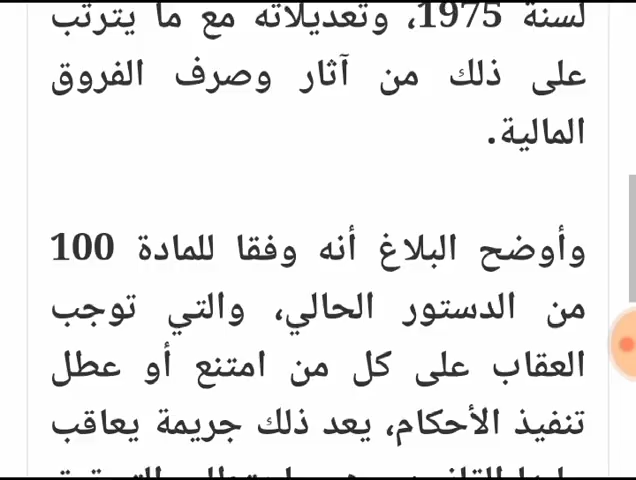 لسنة 1975، وتعديلاته مع ما يترتب
على ذلك من آثار وصرف الفروق
المالية.
وأوضح البلاغ أنه وفقا للمادة 100
من الدستور الحالي، والتي توجب
العقاب على كل من امتنع أو عطل
تنفيذ الأحكام، يعد ذلك جريمة يعاقب